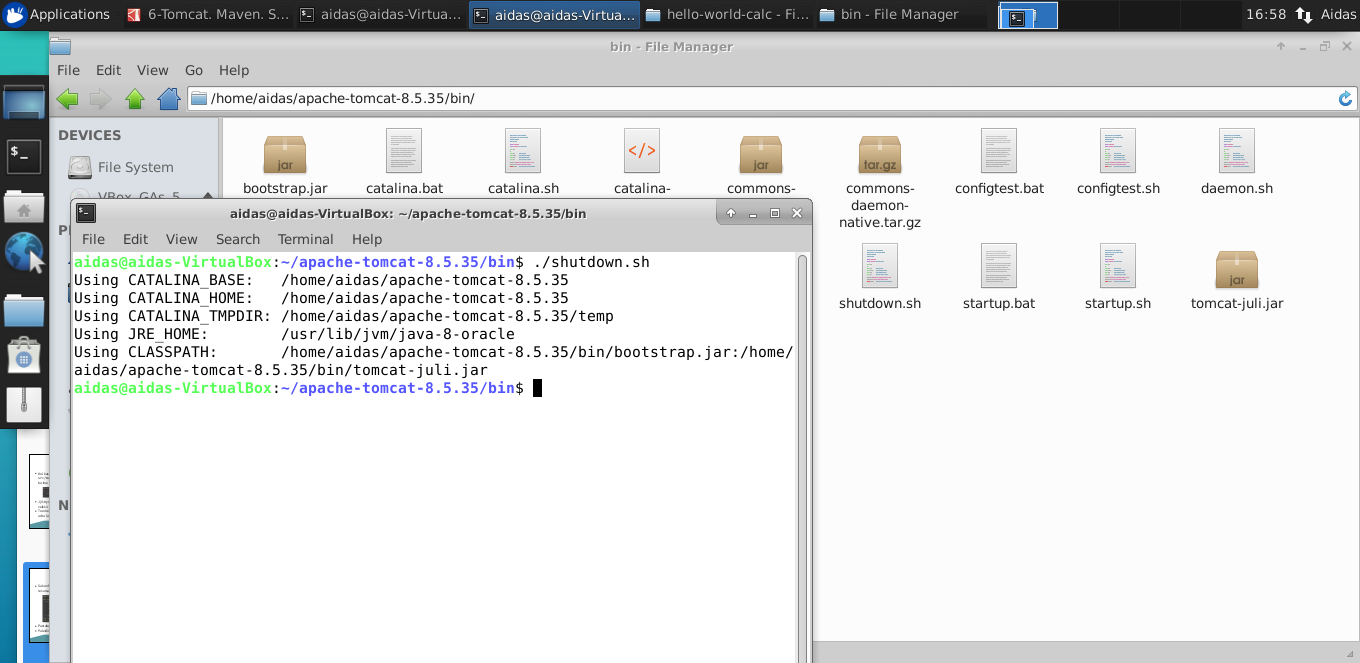 Applications
6-Tomcat. Maven. S...
aidas@aidas-Virtua...
aidas@aidas-Virtua...
hello-world-calc - Fi...
bin - File Manager
16:58
Aidas
bin - File Manager
File Edit View Go Help
/home/aidas/apache-tomcat-8.5.35/bin/
DEVICES
File System
VBox_GAs_5....
jar
bootstrap.jar
catalina.bat
catalina.sh
</>
catalina-
jar
commons-
tar.gz
commons-
daemon-
native.tar.gz
configtest.bat
configtest.sh
daemon.sh
shutdown.sh
startup.bat
startup.sh
jar
tomcat-juli.jar
aidas@aidas-VirtualBox: ~/apache-tomcat-8.5.35/bin
File Edit View Search Terminal Help
aidas@aidas-VirtualBox:~/apache-tomcat-8.5.35/bin$ ./shutdown.sh
Using CATALINA_BASE:   /home/aidas/apache-tomcat-8.5.35
Using CATALINA_HOME:   /home/aidas/apache-tomcat-8.5.35
Using CATALINA_TMPDIR: /home/aidas/apache-tomcat-8.5.35/temp
Using JRE_HOME:        /usr/lib/jvm/java-8-oracle
Using CLASSPATH:       /home/aidas/apache-tomcat-8.5.35/bin/bootstrap.jar:/home/
aidas/apache-tomcat-8.5.35/bin/tomcat-juli.jar
aidas@aidas-VirtualBox:~/apache-tomcat-8.5.35/bin$